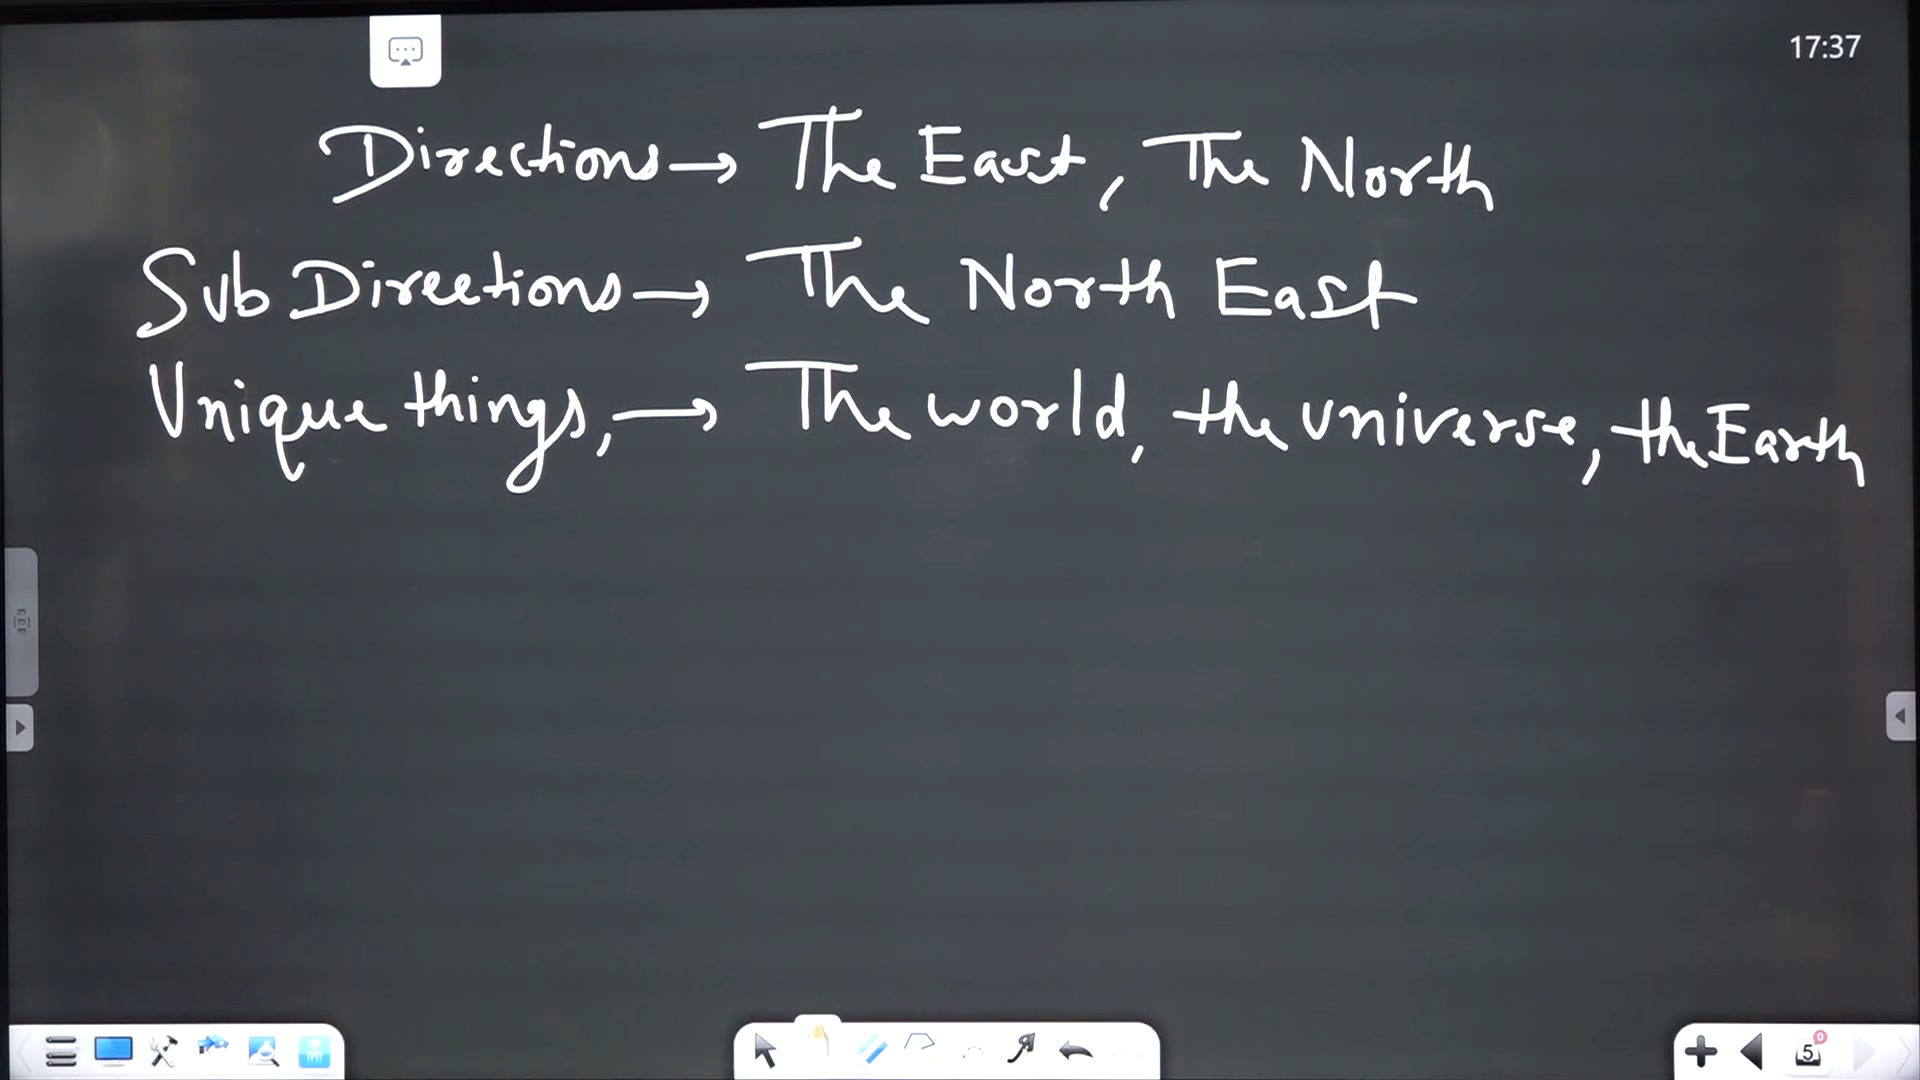 17:37
Directions → The East, The North
Sub Directions → The North East
Unique things, → The world, the universe, the Earth
5